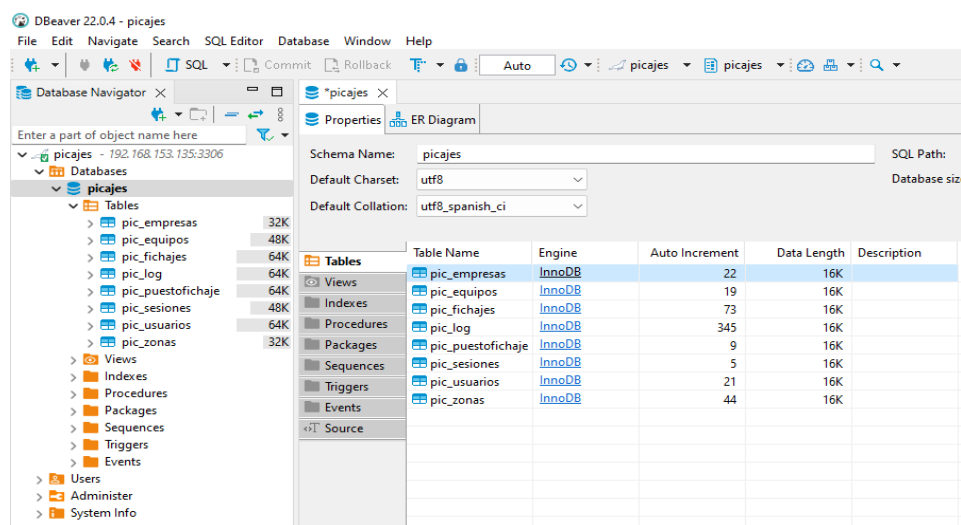 DBeaver 22.0.4 - picajes
File Edit Navigate Search SQL Editor Database Window Help
SQL Commit Rollback Auto picajes picajes
Database Navigator
Enter a part of object name here
picajes - 192.168.153.135:3306
Databases
picajes
Tables
pic_empresas 32K
pic_equipos 48K
pic_fichajes 64K
pic_log 64K
pic_puestofichaje 64K
pic_sesiones 48K
pic_usuarios 64K
pic_zonas 32K
Views
Indexes
Procedures
Packages
Sequences
Triggers
Events
Users
Administer
System Info
*picajes
Properties ER Diagram
Schema Name: picajes SQL Path:
Default Charset: utf8 Database size
Default Collation: utf8_spanish_ci
Tables
Views
Indexes
Procedures
Packages
Sequences
Triggers
Events
Source
Table Name Engine Auto Increment Data Length Description
pic_empresas InnoDB 22 16K
pic_equipos InnoDB 19 16K
pic_fichajes InnoDB 73 16K
pic_log InnoDB 345 16K
pic_puestofichaje InnoDB 9 16K
pic_sesiones InnoDB 5 16K
pic_usuarios InnoDB 21 16K
pic_zonas InnoDB 44 16K